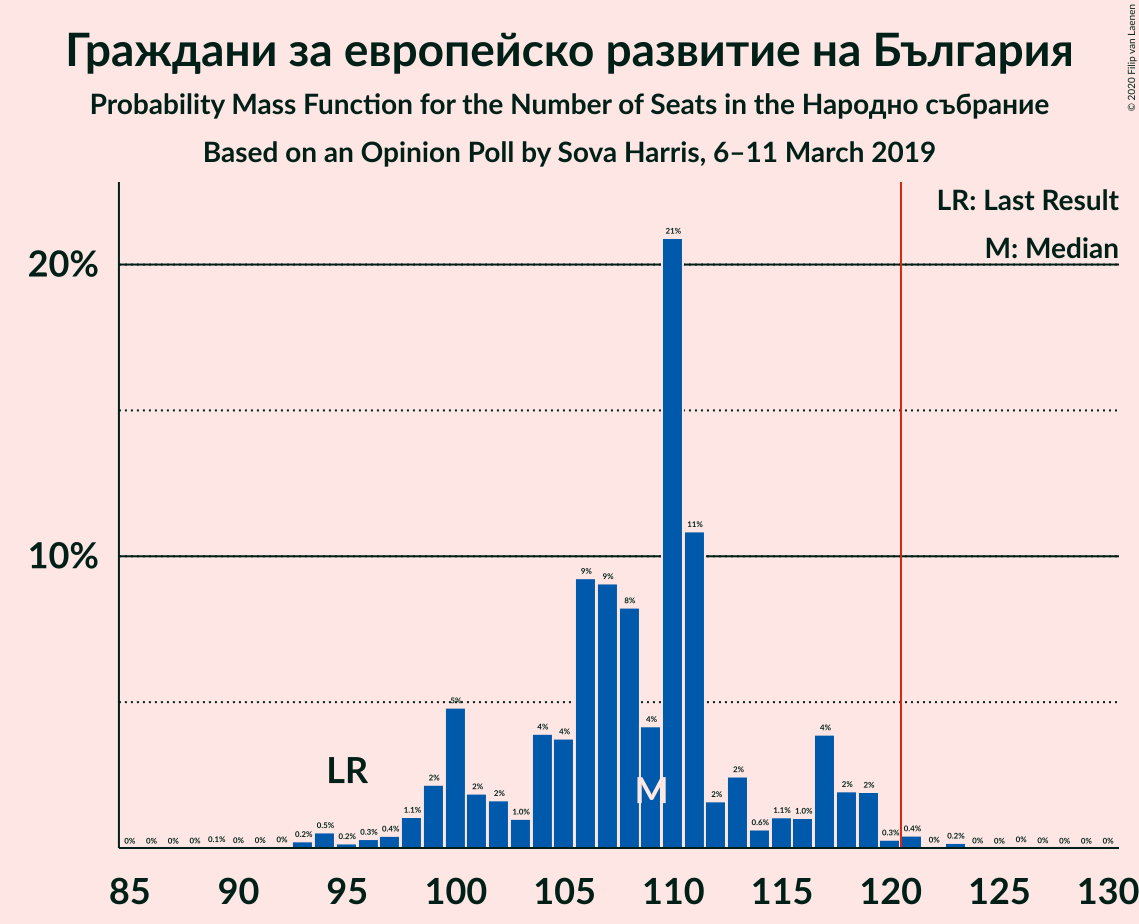 Граждани за европейско развитие на България
Probability Mass Function for the Number of Seats in the Народно събрание
Based on an Opinion Poll by Sova Harris, 6–11 March 2019
© 2020 Filip van Laenen
LR: Last Result
M: Median
20%
10%
0% 0% 0% 0% 0.1% 0% 0% 0% 0.2% 0.5% 0.2% 0.3% 0.4% 1.1% 2% 5% 2% 2% 1.0% 4% 4% 9% 9% 8% 4% 21% 11% 2% 2% 0.6% 1.1% 1.0% 4% 2% 2% 0.3% 0.4% 0% 0.2% 0% 0% 0% 0% 0% 0% 0%
LR
M
85 90 95 100 105 110 115 120 125 130